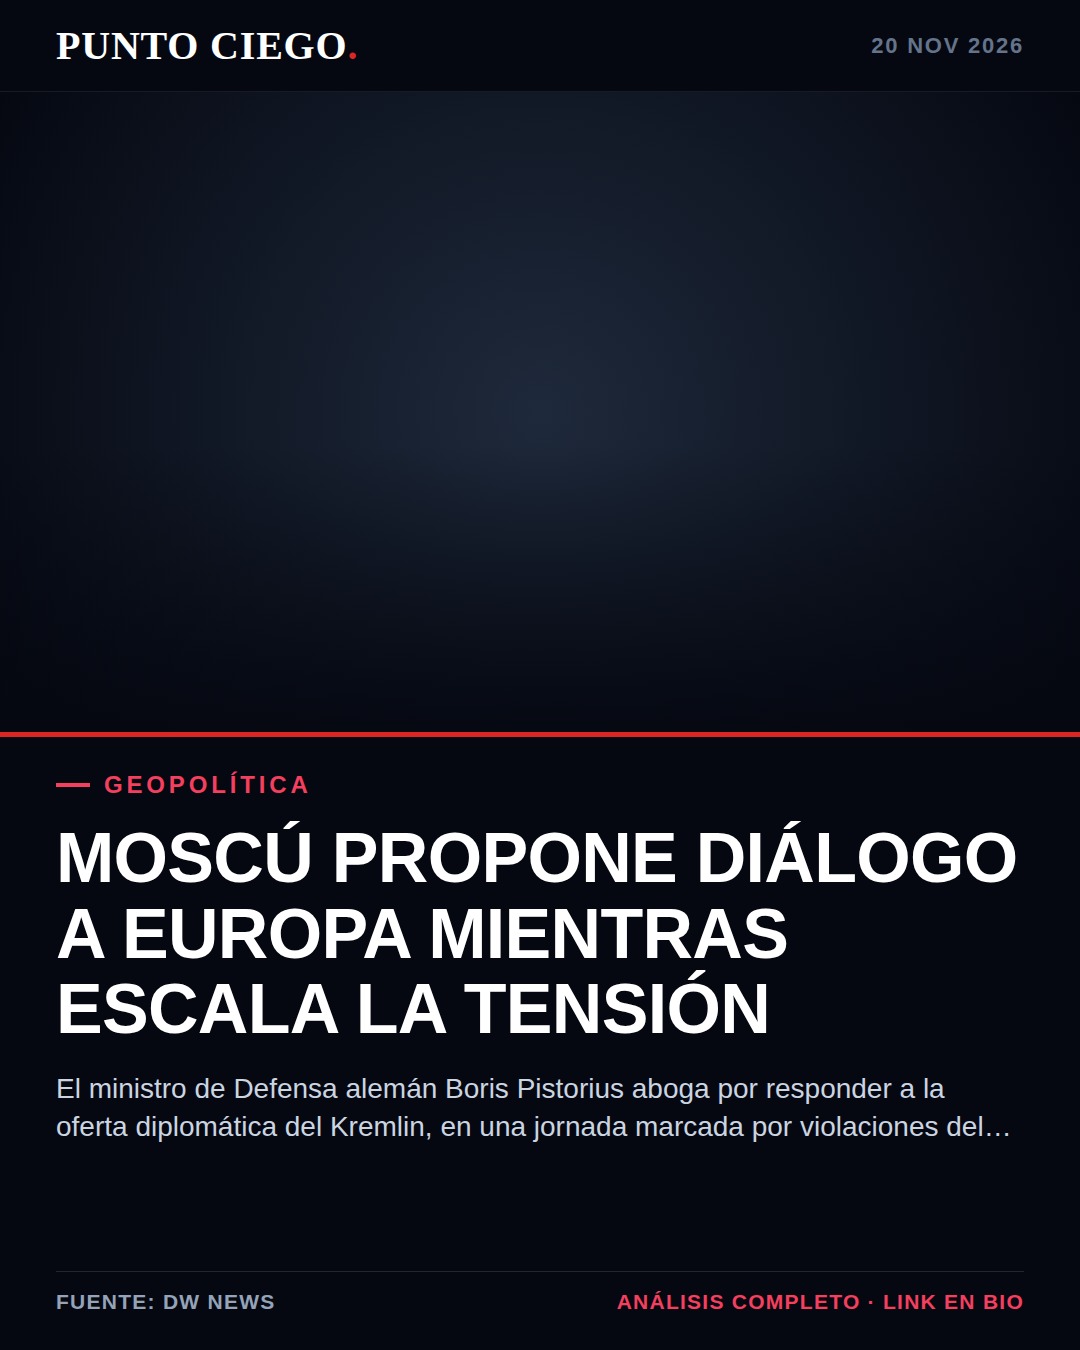 PUNTO CIEGO.
20 NOV 2026
GEOPOLÍTICA
MOSCÚ PROPONE DIÁLOGO
A EUROPA MIENTRAS
ESCALA LA TENSIÓN
El ministro de Defensa alemán Boris Pistorius aboga por responder a la
oferta diplomática del Kremlin, en una jornada marcada por violaciones del…
FUENTE: DW NEWS
ANÁLISIS COMPLETO · LINK EN BIO